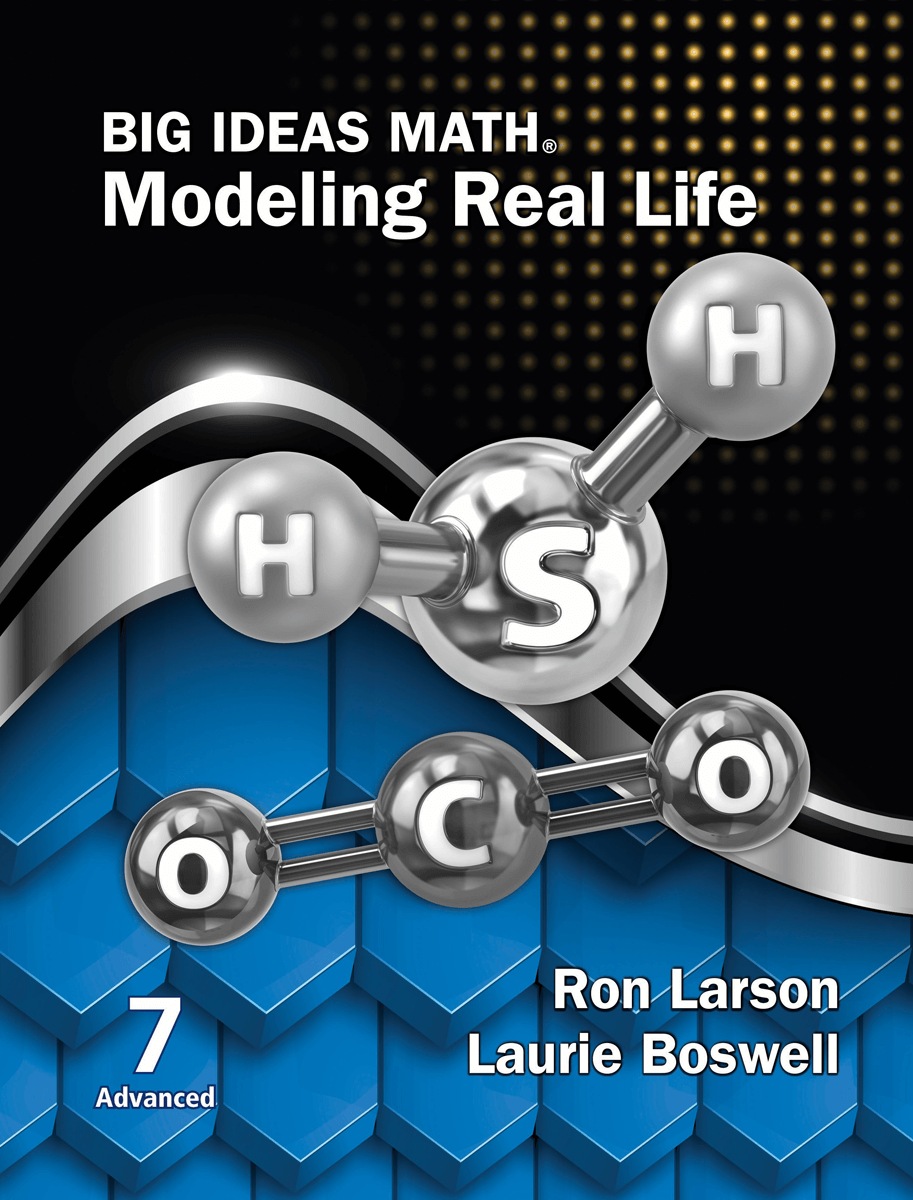 BIG IDEAS MATH®
Modeling Real Life
H
H
S
O
C
O
Ron Larson
Laurie Boswell
7
Advanced